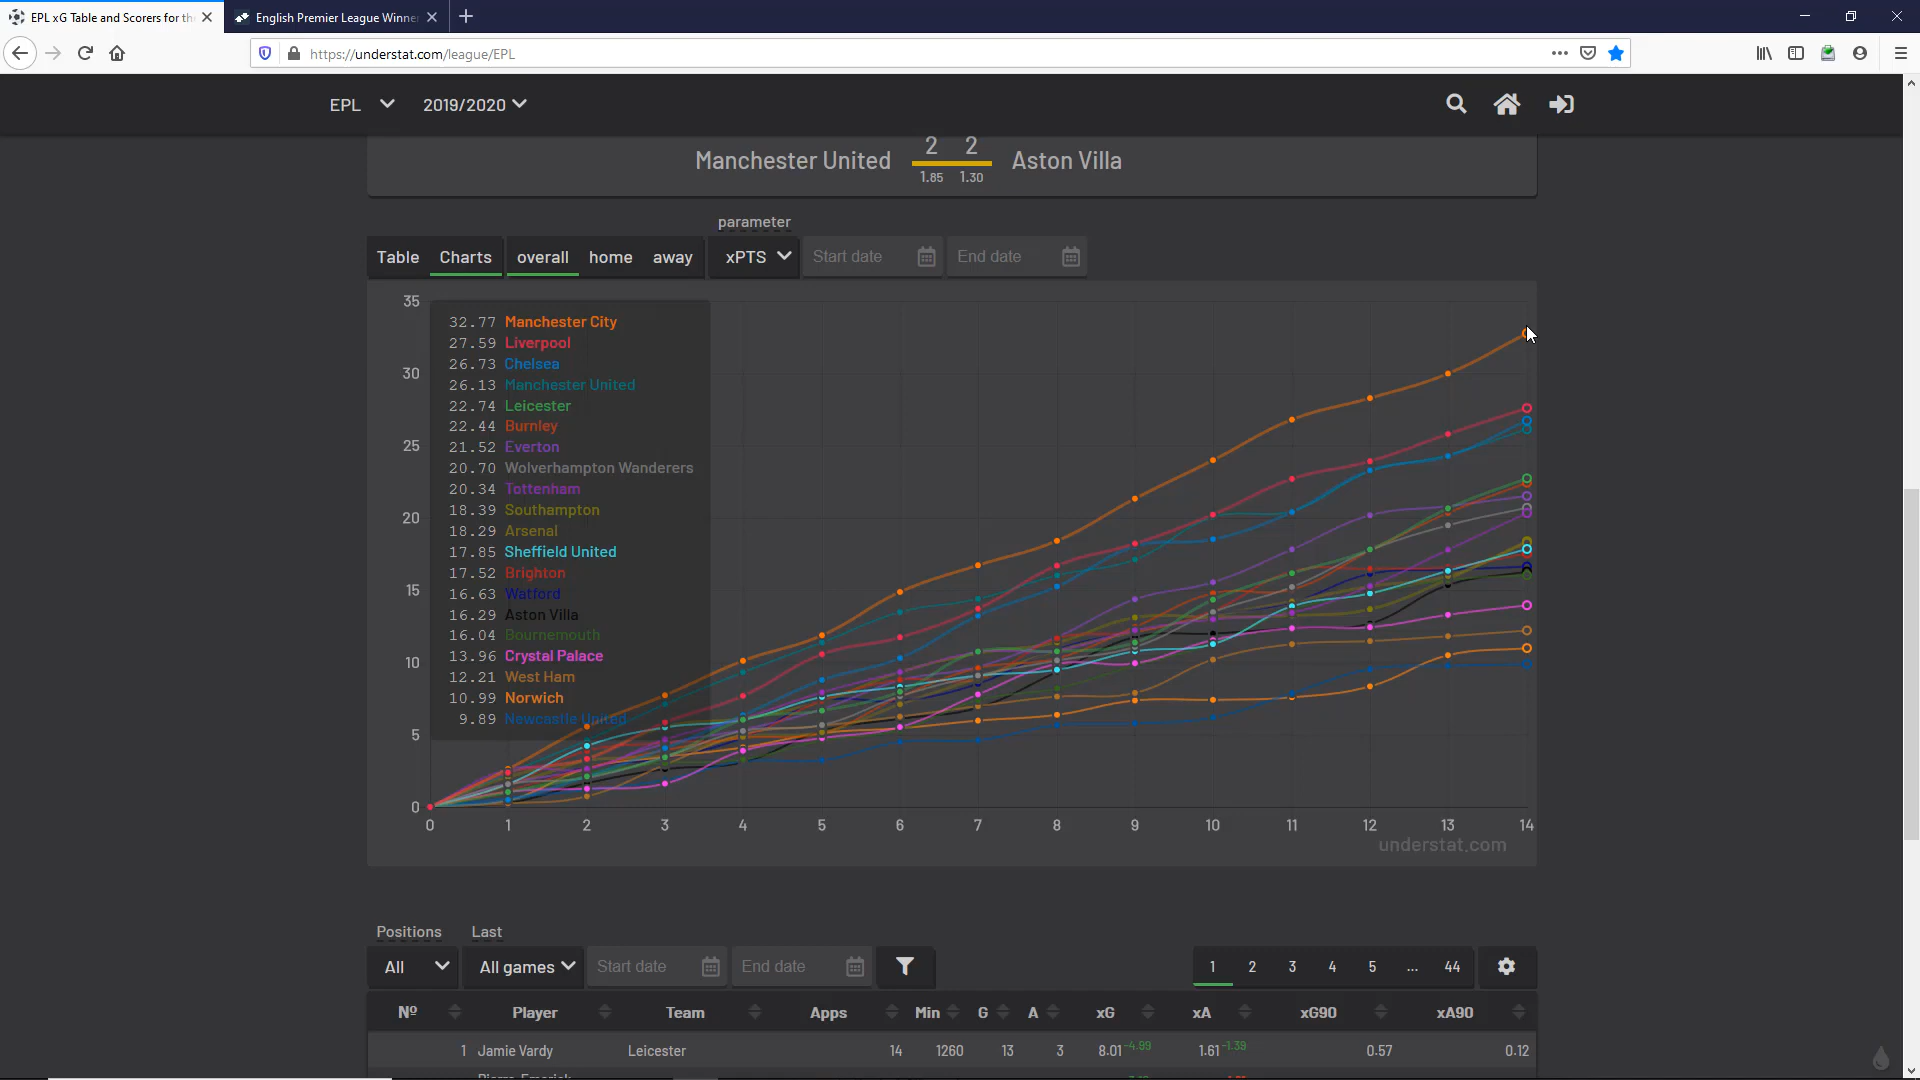 EPL xG Table and Scorers for the
English Premier League Winne
https://understat.com/league/EPL
EPL 2019/2020
Manchester United 2 2 Aston Villa
1.85 1.30
parameter
Table Charts overall home away xPTS Start date End date
35
30
25
20
15
10
5
0
32.77 Manchester City
27.59 Liverpool
26.73 Chelsea
26.13 Manchester United
22.74 Leicester
22.44 Burnley
21.52 Everton
20.70 Wolverhampton Wanderers
20.34 Tottenham
18.39 Southampton
18.29 Arsenal
17.85 Sheffield United
17.52 Brighton
16.63 Watford
16.29 Aston Villa
16.04 Bournemouth
13.96 Crystal Palace
12.21 West Ham
10.99 Norwich
9.89 Newcastle United
0 1 2 3 4 5 6 7 8 9 10 11 12 13 14
understat.com
Positions Last
All All games Start date End date 1 2 3 4 5 ... 44
Nº Player Team Apps Min G A xG xA xG90 xA90
1 Jamie Vardy Leicester 14 1260 13 3 8.01 -4.99 1.61 -1.39 0.57 0.12